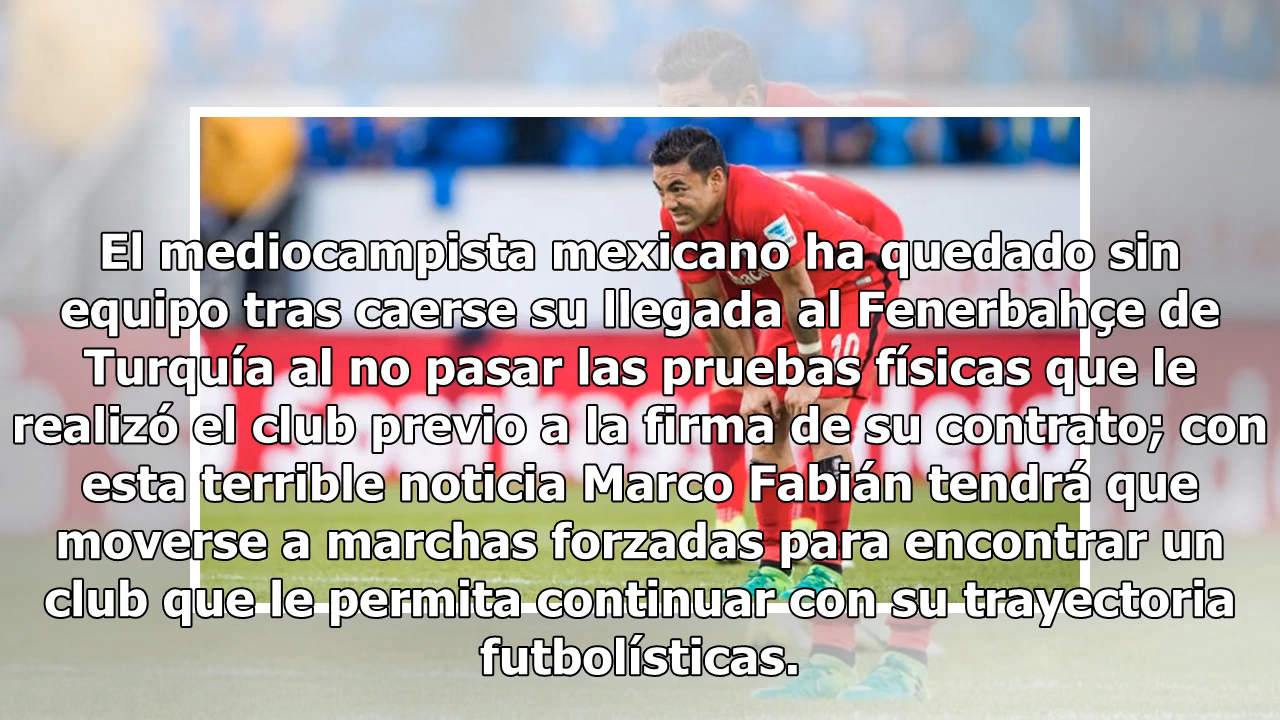 El mediocampista mexicano ha quedado sin
equipo tras caerse su llegada al Fenerbahçe de
Turquía al no pasar las pruebas físicas que le
realizó el club previo a la firma de su contrato; con
esta terrible noticia Marco Fabián tendrá que
moverse a marchas forzadas para encontrar un
club que le permita continuar con su trayectoria
futbolísticas.
10